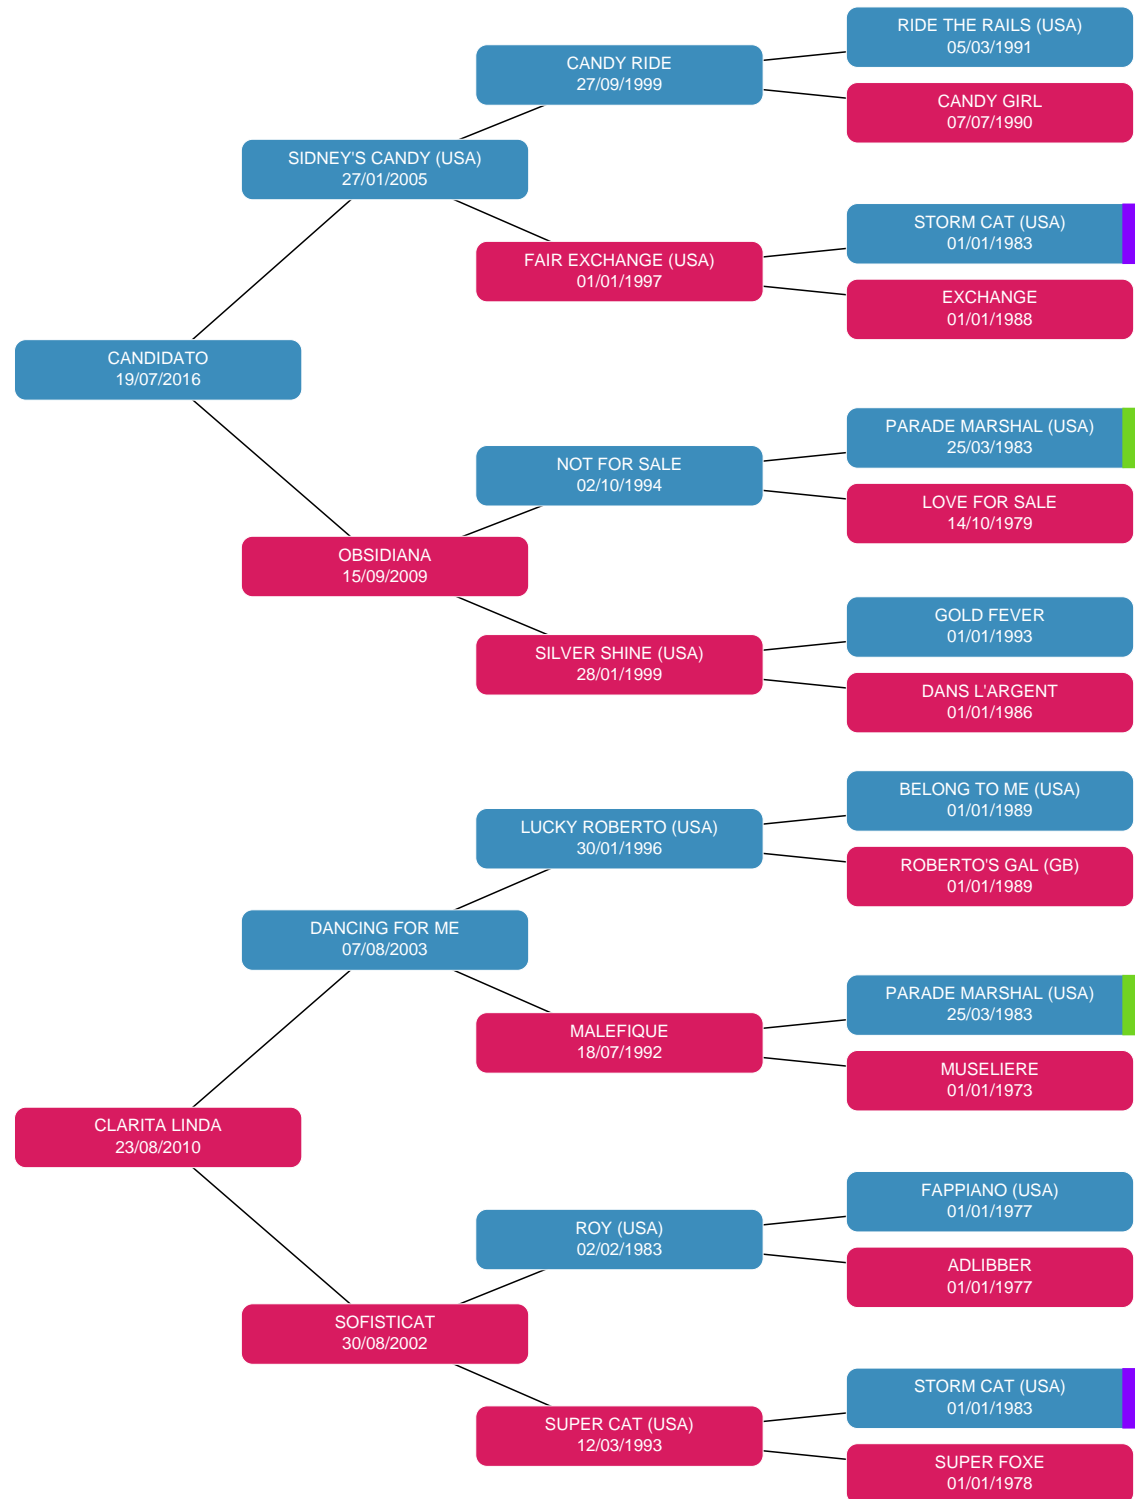 RIDE THE RAILS (USA)
05/03/1991
CANDY RIDE
27/09/1999
CANDY GIRL
07/07/1990
SIDNEY'S CANDY (USA)
27/01/2005
STORM CAT (USA)
01/01/1983
FAIR EXCHANGE (USA)
01/01/1997
EXCHANGE
01/01/1988
CANDIDATO
19/07/2016
PARADE MARSHAL (USA)
25/03/1983
NOT FOR SALE
02/10/1994
LOVE FOR SALE
14/10/1979
OBSIDIANA
15/09/2009
GOLD FEVER
01/01/1993
SILVER SHINE (USA)
28/01/1999
DANS L'ARGENT
01/01/1986
BELONG TO ME (USA)
01/01/1989
LUCKY ROBERTO (USA)
30/01/1996
ROBERTO'S GAL (GB)
01/01/1989
DANCING FOR ME
07/08/2003
PARADE MARSHAL (USA)
25/03/1983
MALEFIQUE
18/07/1992
MUSELIERE
01/01/1973
CLARITA LINDA
23/08/2010
FAPPIANO (USA)
01/01/1977
ROY (USA)
02/02/1983
ADLIBBER
01/01/1977
SOFISTICAT
30/08/2002
STORM CAT (USA)
01/01/1983
SUPER CAT (USA)
12/03/1993
SUPER FOXE
01/01/1978